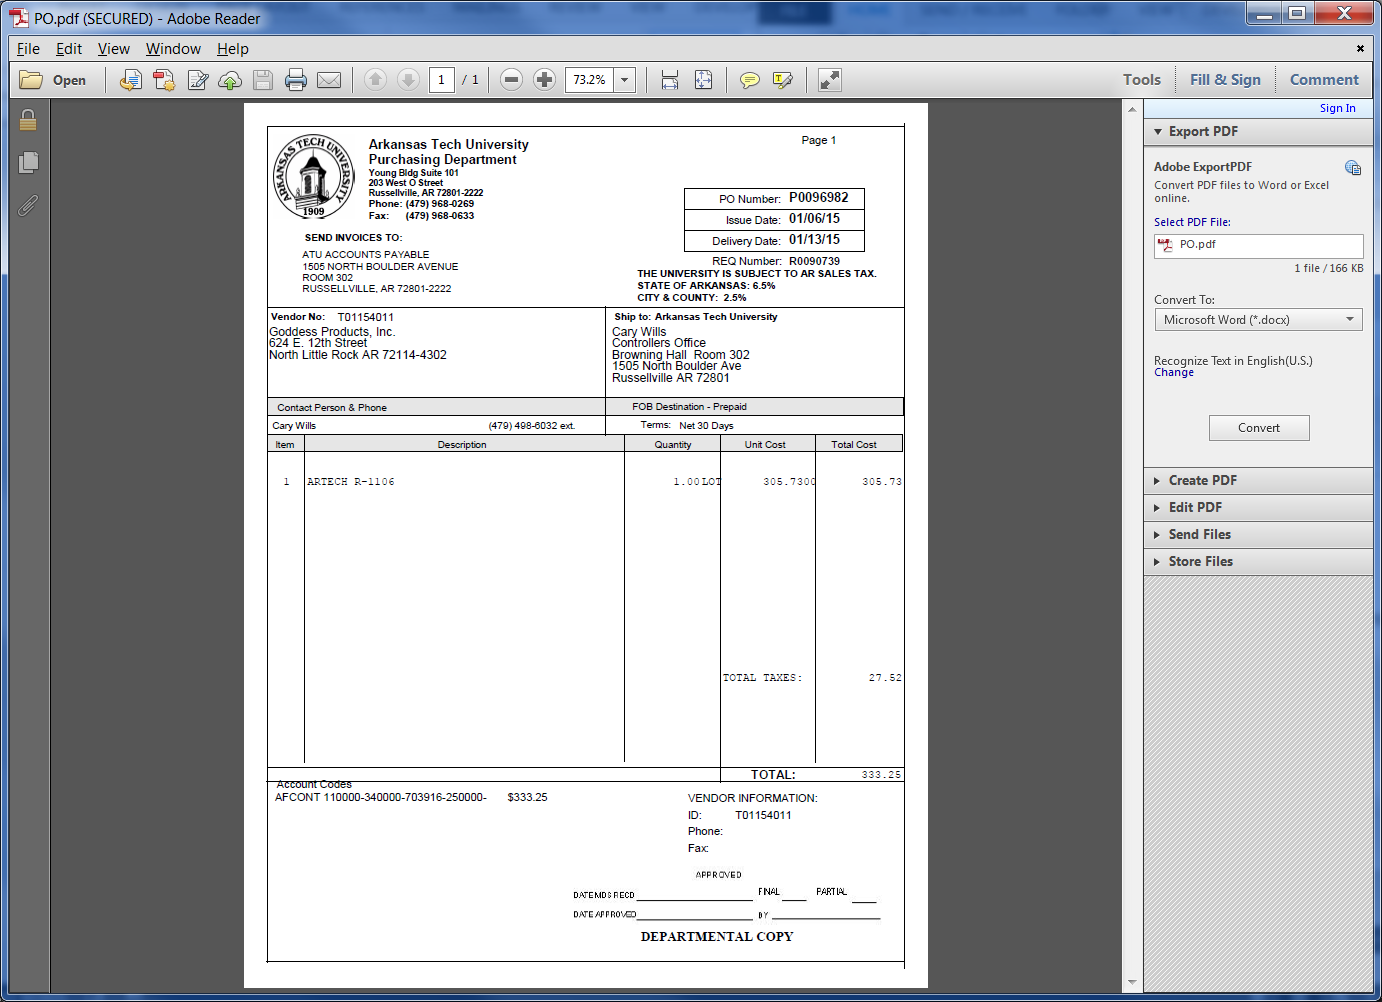 PO.pdf (SECURED) - Adobe Reader
File Edit View Window Help
Open 1 / 1 73.2% Tools Fill & Sign Comment
Sign In
Export PDF
Adobe ExportPDF
Convert PDF files to Word or Excel
online.
Select PDF File:
PO.pdf
1 file / 166 KB
Convert To:
Microsoft Word (*.docx)
Recognize Text in English(U.S.)
Change
Convert
Create PDF
Edit PDF
Send Files
Store Files
ARKANSAS TECH UNIVERSITY
1909
Arkansas Tech University
Purchasing Department
Young Bldg Suite 101
203 West O Street
Russellville, AR 72801-2222
Phone: (479) 968-0269
Fax: (479) 968-0633
Page 1
PO Number: P0096982
Issue Date: 01/06/15
Delivery Date: 01/13/15
REQ Number: R0090739
THE UNIVERSITY IS SUBJECT TO AR SALES TAX.
STATE OF ARKANSAS: 6.5%
CITY & COUNTY: 2.5%
SEND INVOICES TO:
ATU ACCOUNTS PAYABLE
1505 NORTH BOULDER AVENUE
ROOM 302
RUSSELLVILLE, AR 72801-2222
Vendor No: T01154011
Goddess Products, Inc.
624 E. 12th Street
North Little Rock AR 72114-4302
Ship to: Arkansas Tech University
Cary Wills
Controllers Office
Browning Hall Room 302
1505 North Boulder Ave
Russellville AR 72801
Contact Person & Phone FOB Destination - Prepaid
Cary Wills (479) 498-6032 ext. Terms: Net 30 Days
Item Description Quantity Unit Cost Total Cost
1 ARTECH R-1106 1.00 LOT 305.7300 305.73
TOTAL TAXES: 27.52
TOTAL: 333.25
Account Codes
AFCONT 110000-340000-703916-250000- $333.25
VENDOR INFORMATION:
ID: T01154011
Phone:
Fax:
APPROVED
DATE MDS RECD FINAL PARTIAL
DATE APPROVED BY
DEPARTMENTAL COPY